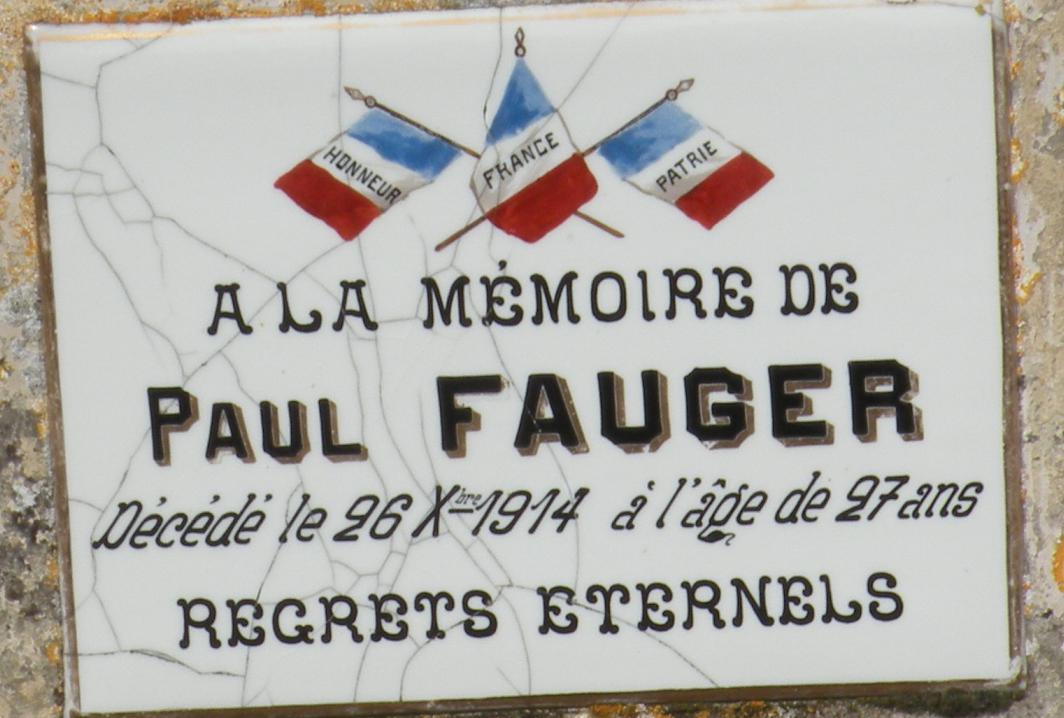 HONNEUR FRANCE PATRIE
A LA MÉMOIRE DE
PAUL FAUGER
Décédé le 26 Xbre 1914 à l'âge de 27 ans
REGRETS ETERNELS